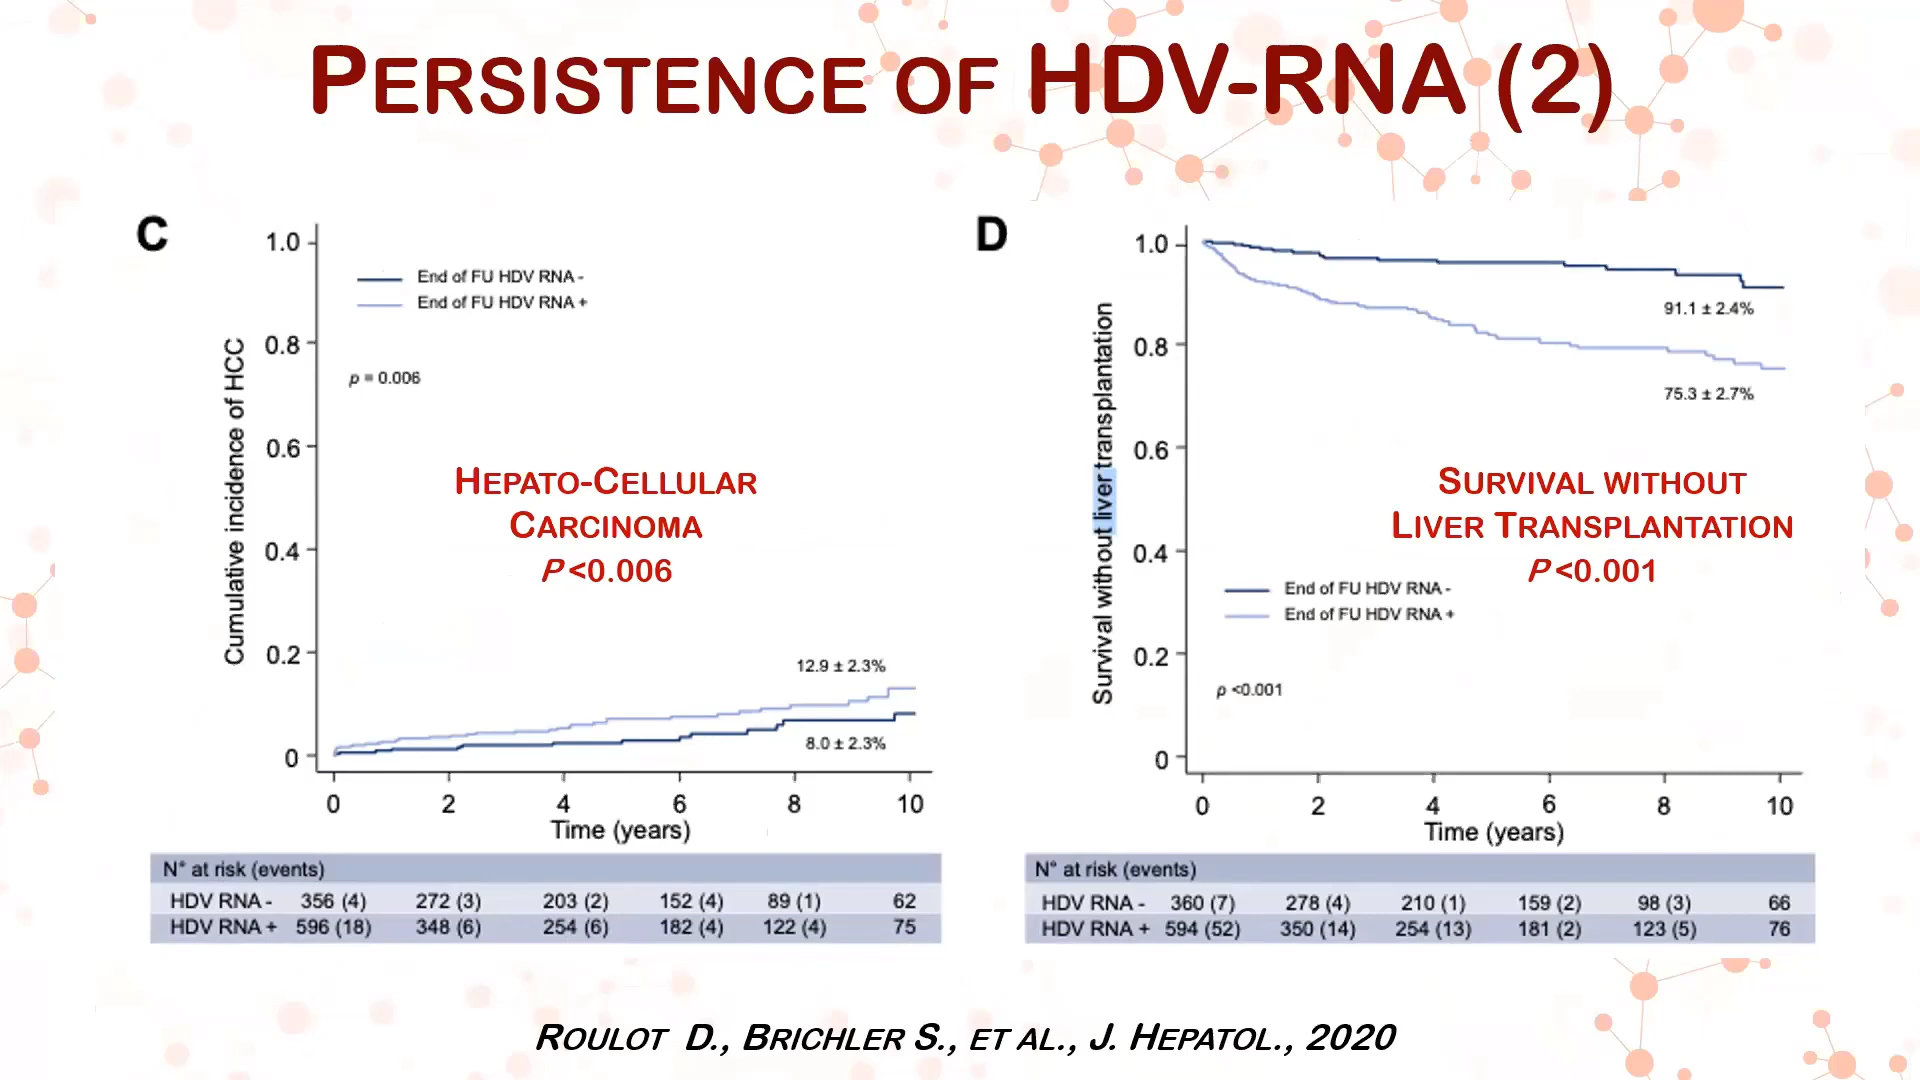 PERSISTENCE OF HDV-RNA (2)
C
1.0
0.8
0.6
0.4
0.2
0
Cumulative incidence of HCC
End of FU HDV RNA -
End of FU HDV RNA +
p = 0.006
HEPATO-CELLULAR
CARCINOMA
P<0.006
12.9 ± 2.3%
8.0 ± 2.3%
0 2 4 6 8 10
Time (years)
N° at risk (events)
HDV RNA - 356 (4) 272 (3) 203 (2) 152 (4) 89 (1) 62
HDV RNA + 596 (18) 348 (6) 254 (6) 182 (4) 122 (4) 75
D
1.0
0.8
0.6
0.4
0.2
0
Survival without liver transplantation
91.1 ± 2.4%
75.3 ± 2.7%
SURVIVAL WITHOUT
LIVER TRANSPLANTATION
P<0.001
End of FU HDV RNA -
End of FU HDV RNA +
p <0.001
0 2 4 6 8 10
Time (years)
N° at risk (events)
HDV RNA - 360 (7) 278 (4) 210 (1) 159 (2) 98 (3) 66
HDV RNA + 594 (52) 350 (14) 254 (13) 181 (2) 123 (5) 76
ROULOT D., BRICHLER S., ET AL., J. HEPATOL., 2020